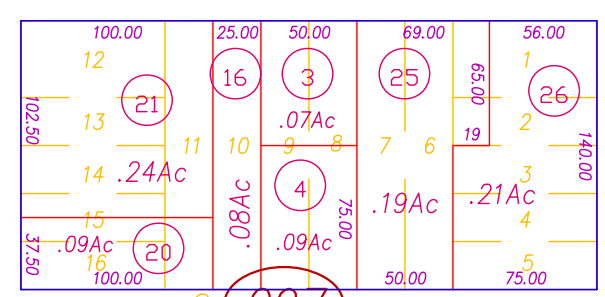 100.00 25.00 50.00 69.00 56.00
12 1
16 3 25 65.00 26
21
102.50 13 .07Ac 2
19 140.00
11 10 9 8 7 6
14 .24Ac 4 3
.08Ac 75.00 .19Ac .21Ac
15 4
37.50 .09Ac 20 .09Ac
16 5
100.00 50.00 75.00